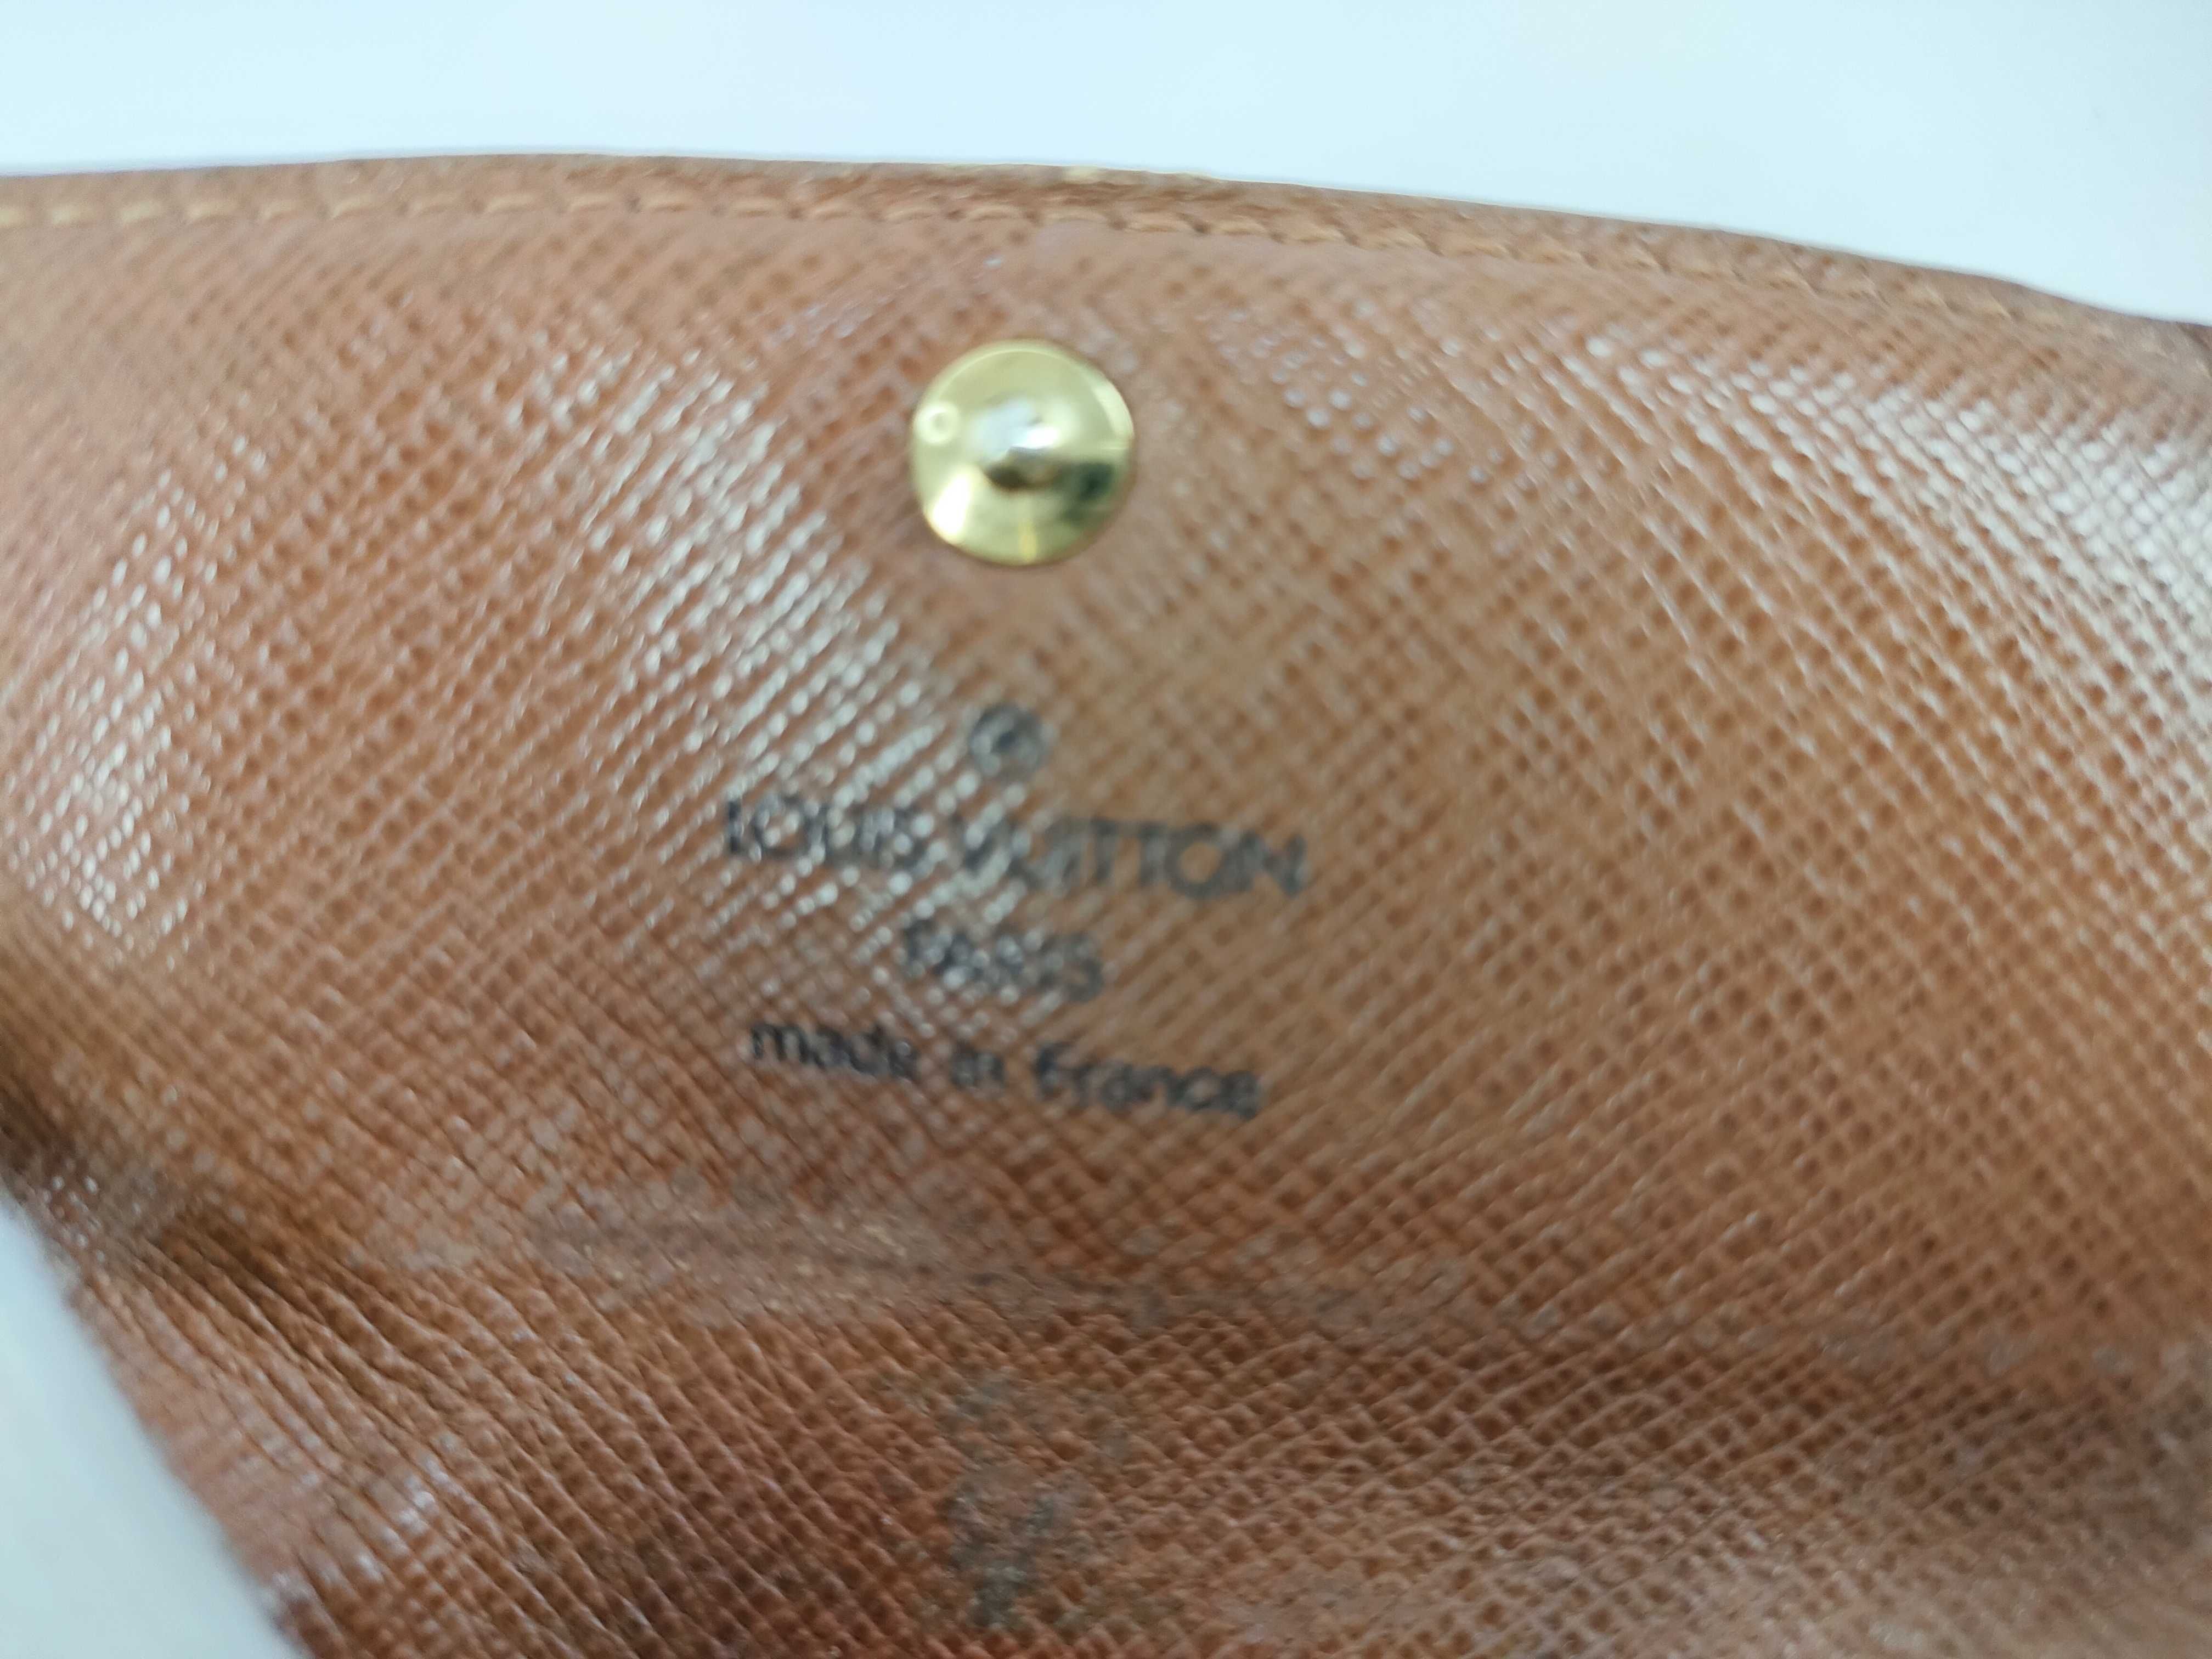 ®
LOUIS VUITTON
PARIS
made in France